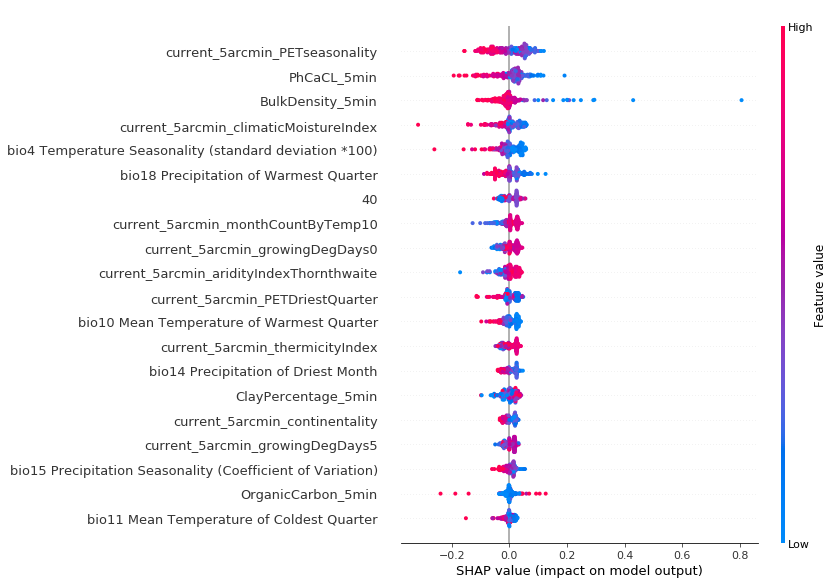 High
current_5arcmin_PETseasonality
PhCaCL_5min
BulkDensity_5min
current_5arcmin_climaticMoistureIndex
bio4 Temperature Seasonality (standard deviation *100)
bio18 Precipitation of Warmest Quarter
40
current_5arcmin_monthCountByTemp10
current_5arcmin_growingDegDays0
current_5arcmin_aridityIndexThornthwaite
current_5arcmin_PETDriestQuarter
bio10 Mean Temperature of Warmest Quarter
current_5arcmin_thermicityIndex
bio14 Precipitation of Driest Month
ClayPercentage_5min
current_5arcmin_continentality
current_5arcmin_growingDegDays5
bio15 Precipitation Seasonality (Coefficient of Variation)
OrganicCarbon_5min
bio11 Mean Temperature of Coldest Quarter
Feature value
Low
−0.2 0.0 0.2 0.4 0.6 0.8
SHAP value (impact on model output)